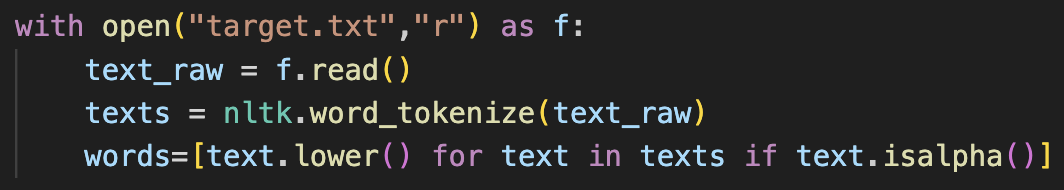 with open("target.txt","r") as f:
    text_raw = f.read()
    texts = nltk.word_tokenize(text_raw)
    words=[text.lower() for text in texts if text.isalpha()]